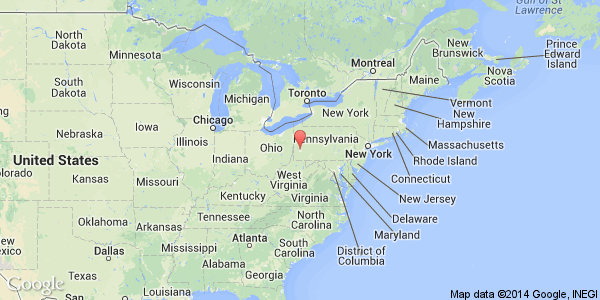 Gulf of St
Lawrence
North
Dakota
Minnesota
New
Brunswick
Prince
Edward
Island
Montreal
Nova
Scotia
Maine
South
Dakota
Wisconsin
Michigan
Toronto
New York
Vermont
New
Hampshire
Nebraska
Iowa
Chicago
Illinois
Indiana
Ohio
Pennsylvania
New York
Massachusetts
Rhode Island
Connecticut
United States
Colorado
Kansas
Missouri
West
Virginia
Kentucky
Virginia
New Jersey
Delaware
Maryland
District of
Columbia
Oklahoma
Tennessee
Arkansas
North
Carolina
Mississippi
Atlanta
South
Carolina
Dallas
Alabama
Georgia
Texas
Google
Map data ©2014 Google, INEGI